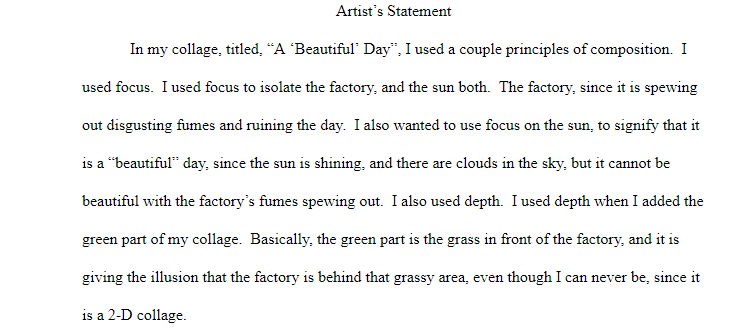 Artist’s Statement
In my collage, titled, “A ‘Beautiful’ Day”, I used a couple principles of composition.  I
used focus.  I used focus to isolate the factory, and the sun both.  The factory, since it is spewing
out disgusting fumes and ruining the day.  I also wanted to use focus on the sun, to signify that it
is a “beautiful” day, since the sun is shining, and there are clouds in the sky, but it cannot be
beautiful with the factory’s fumes spewing out.  I also used depth.  I used depth when I added the
green part of my collage.  Basically, the green part is the grass in front of the factory, and it is
giving the illusion that the factory is behind that grassy area, even though I can never be, since it
is a 2-D collage.